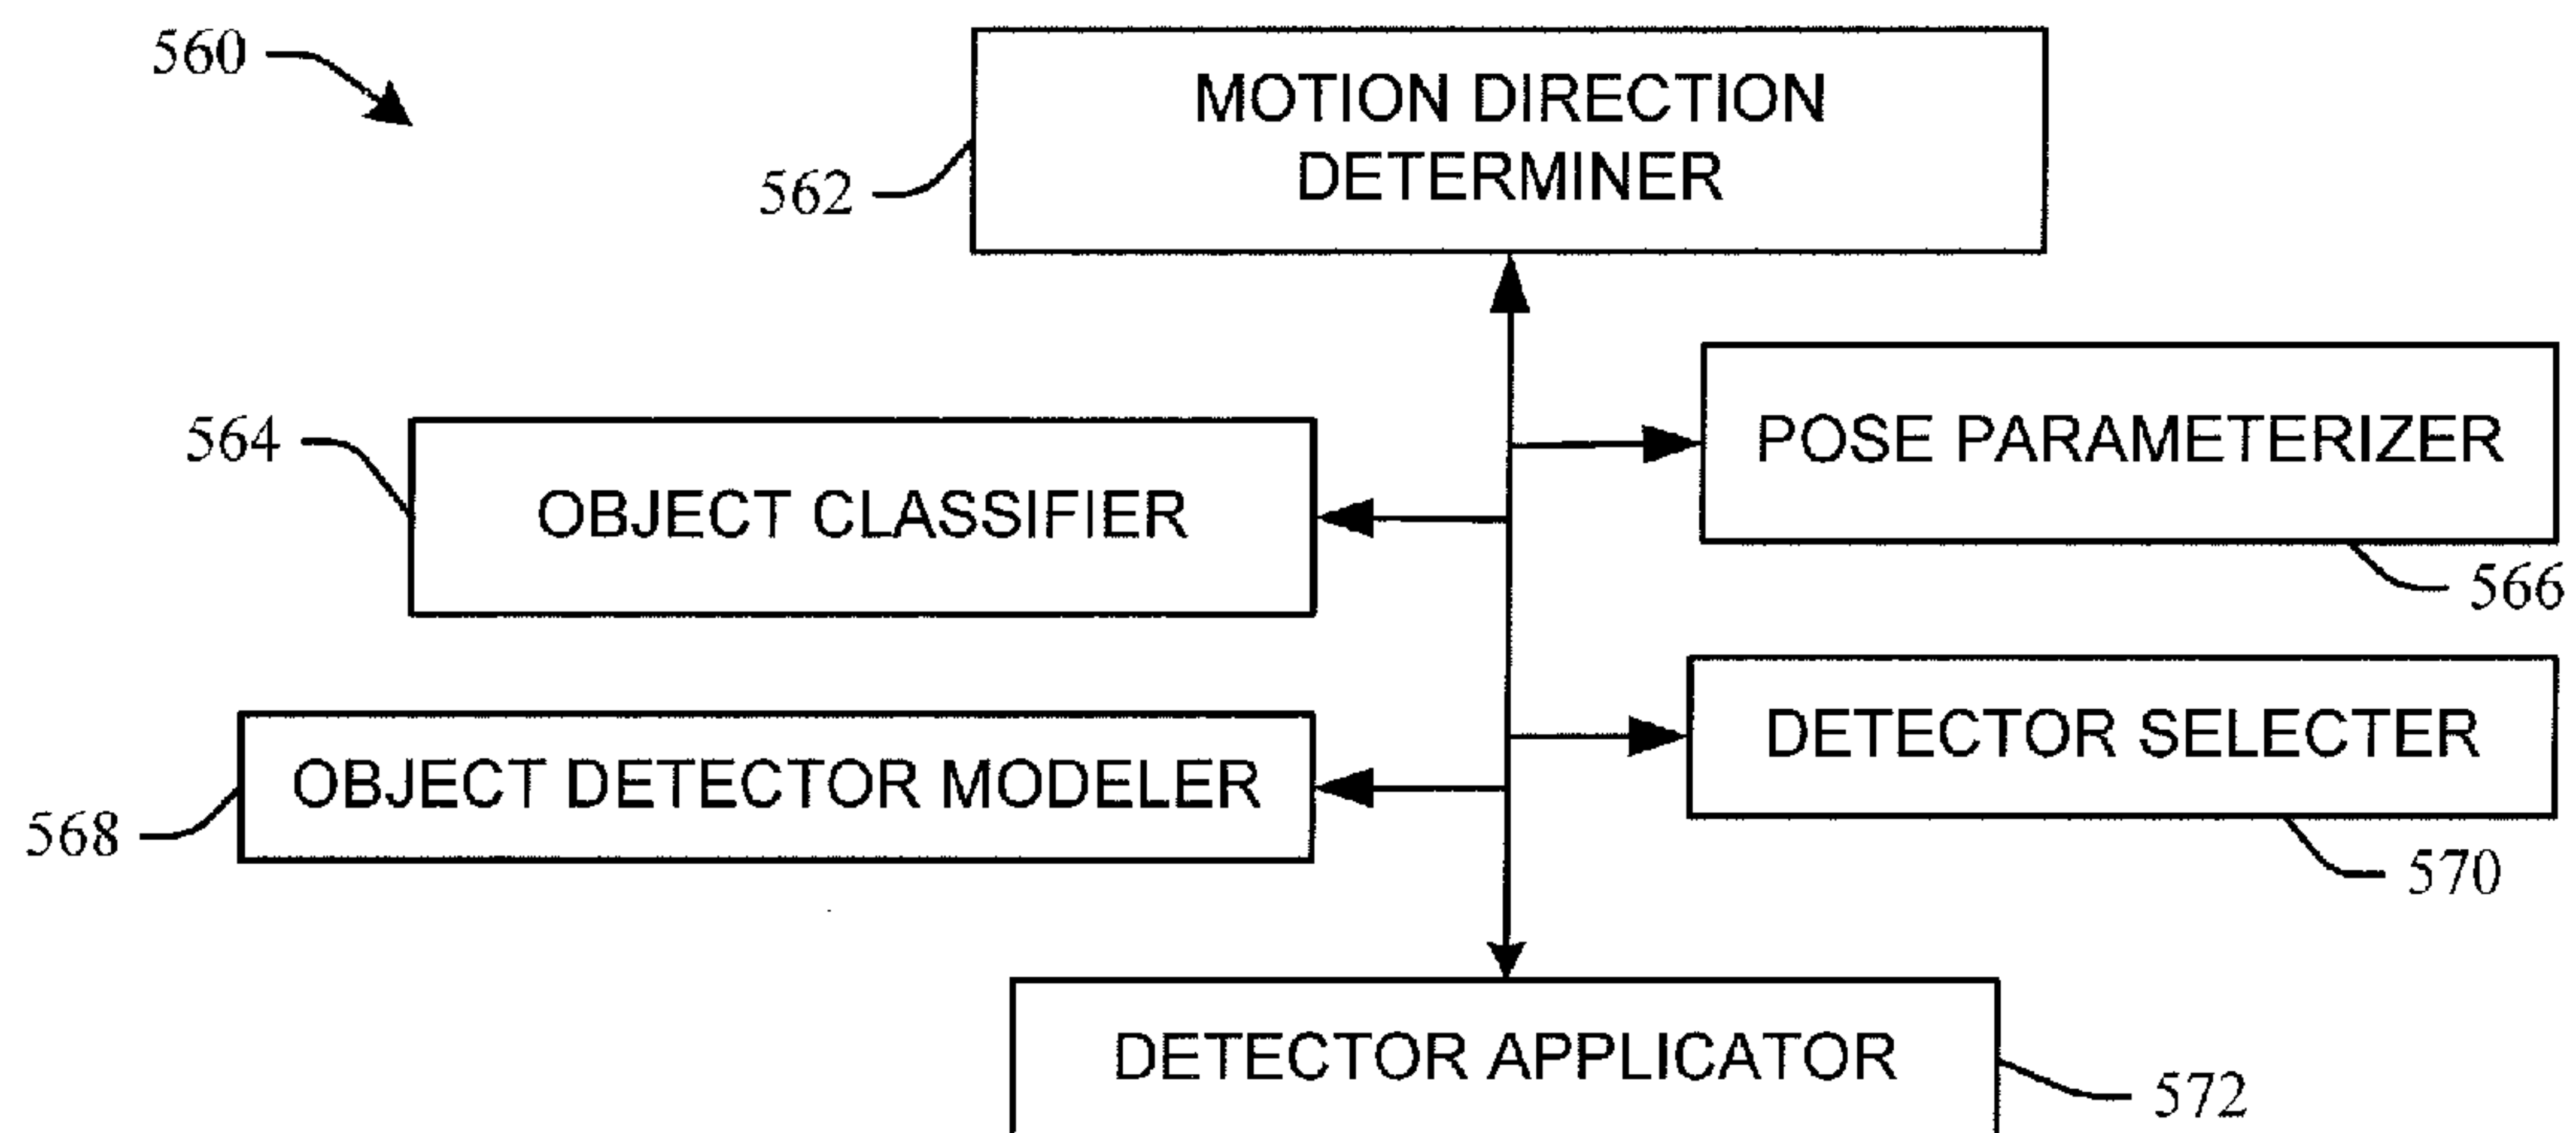 560
MOTION DIRECTION
DETERMINER
562
POSE PARAMETERIZER
564
OBJECT CLASSIFIER
566
DETECTOR SELECTER
OBJECT DETECTOR MODELER
568
570
DETECTOR APPLICATOR
572